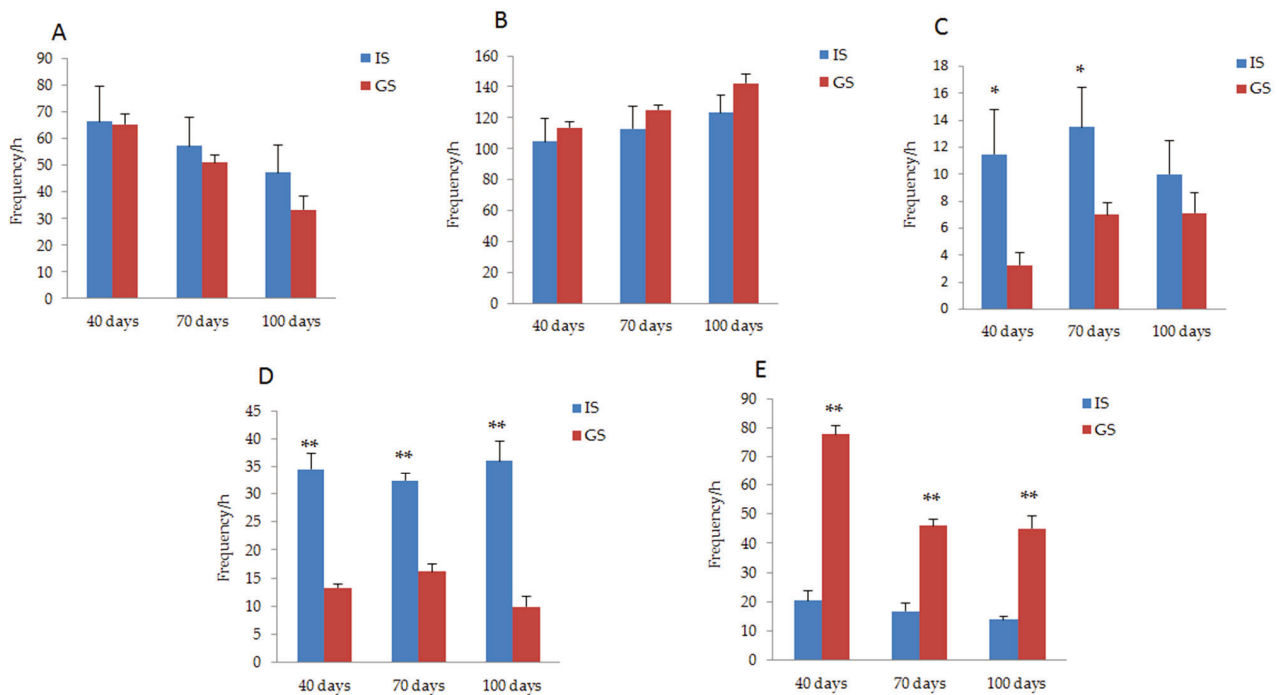 A
IS
GS
Frequency/h
90
80
70
60
50
40
30
20
10
0
40 days 70 days 100 days
B
IS
GS
Frequency/h
160
140
120
100
80
60
40
20
0
40 days 70 days 100 days
C
IS
GS
Frequency/h
18
16
14
12
10
8
6
4
2
0
* *
40 days 70 days 100 days
D
IS
GS
Frequency/h
45
40
35
30
25
20
15
10
5
0
** ** **
40 days 70 days 100 days
E
IS
GS
Frequency/h
90
80
70
60
50
40
30
20
10
0
** ** **
40 days 70 days 100 days